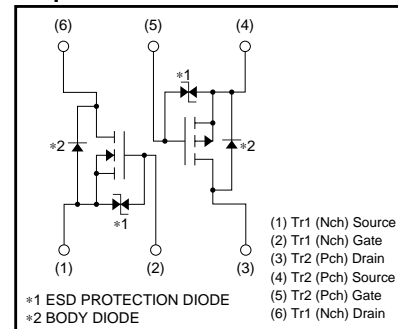 (6) (5) (4)
∗1
∗2 ∗2
∗1
(1) (2) (3)
(1) Tr1 (Nch) Source
(2) Tr1 (Nch) Gate
(3) Tr2 (Pch) Drain
(4) Tr2 (Pch) Source
(5) Tr2 (Pch) Gate
(6) Tr1 (Nch) Drain
∗1 ESD PROTECTION DIODE
∗2 BODY DIODE